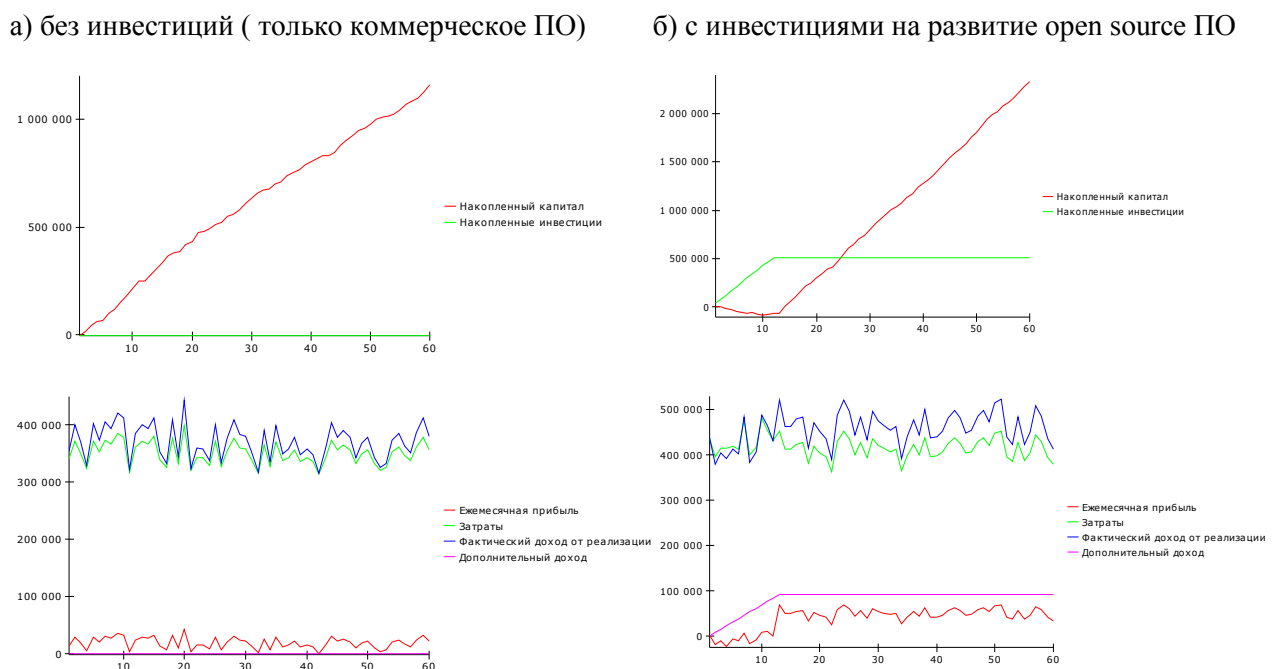 а) без инвестиций ( только коммерческое ПО)
б) с инвестициями на развитие open source ПО
1 000 000
500 000
0
10 20 30 40 50 60
Накопленный капитал
Накопленные инвестиции
2 000 000
1 500 000
1 000 000
500 000
0
10 20 30 40 50 60
Накопленный капитал
Накопленные инвестиции
400 000
300 000
200 000
100 000
0
10 20 30 40 50 60
Ежемесячная прибыль
Затраты
Фактический доход от реализации
Дополнительный доход
500 000
400 000
300 000
200 000
100 000
0
10 20 30 40 50 60
Ежемесячная прибыль
Затраты
Фактический доход от реализации
Дополнительный доход